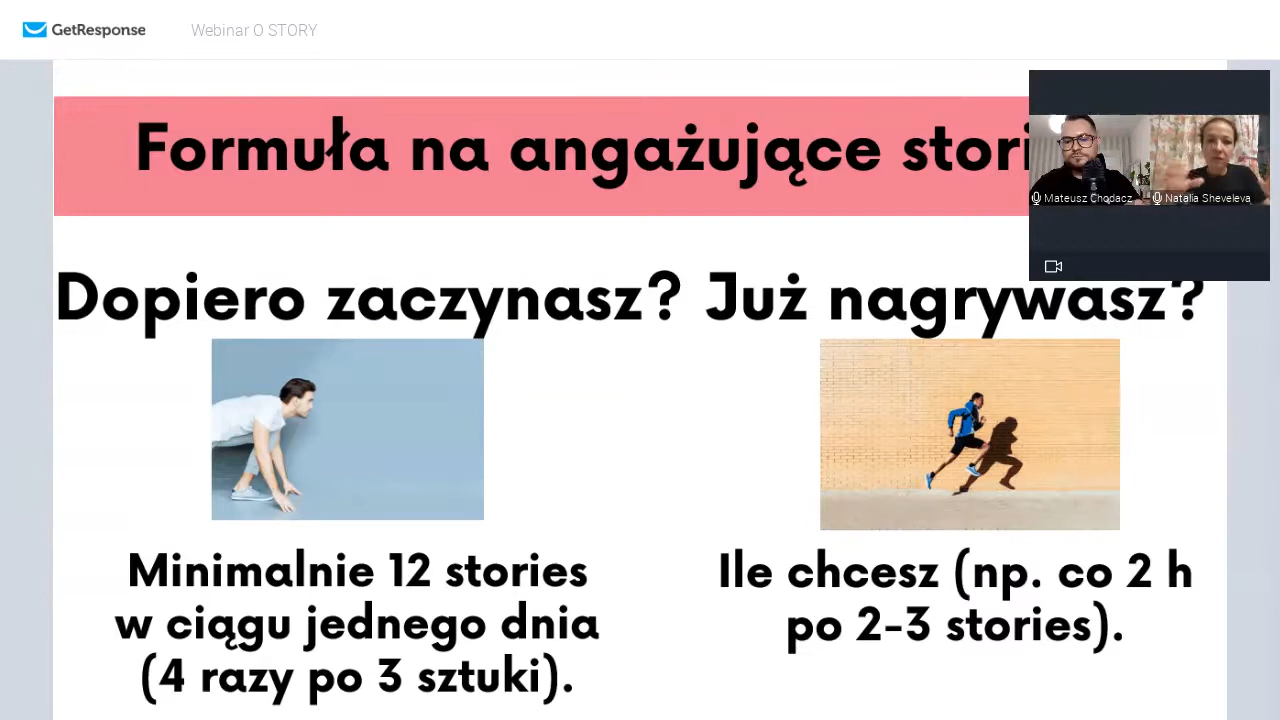 GetResponse
Webinar O STORY
Formuła na angażujące stori
Mateusz Chodacz
Natalia Sheveleva
Dopiero zaczynasz? Już nagrywasz?
Minimalnie 12 stories
w ciągu jednego dnia
(4 razy po 3 sztuki).
Ile chcesz (np. co 2 h
po 2-3 stories).